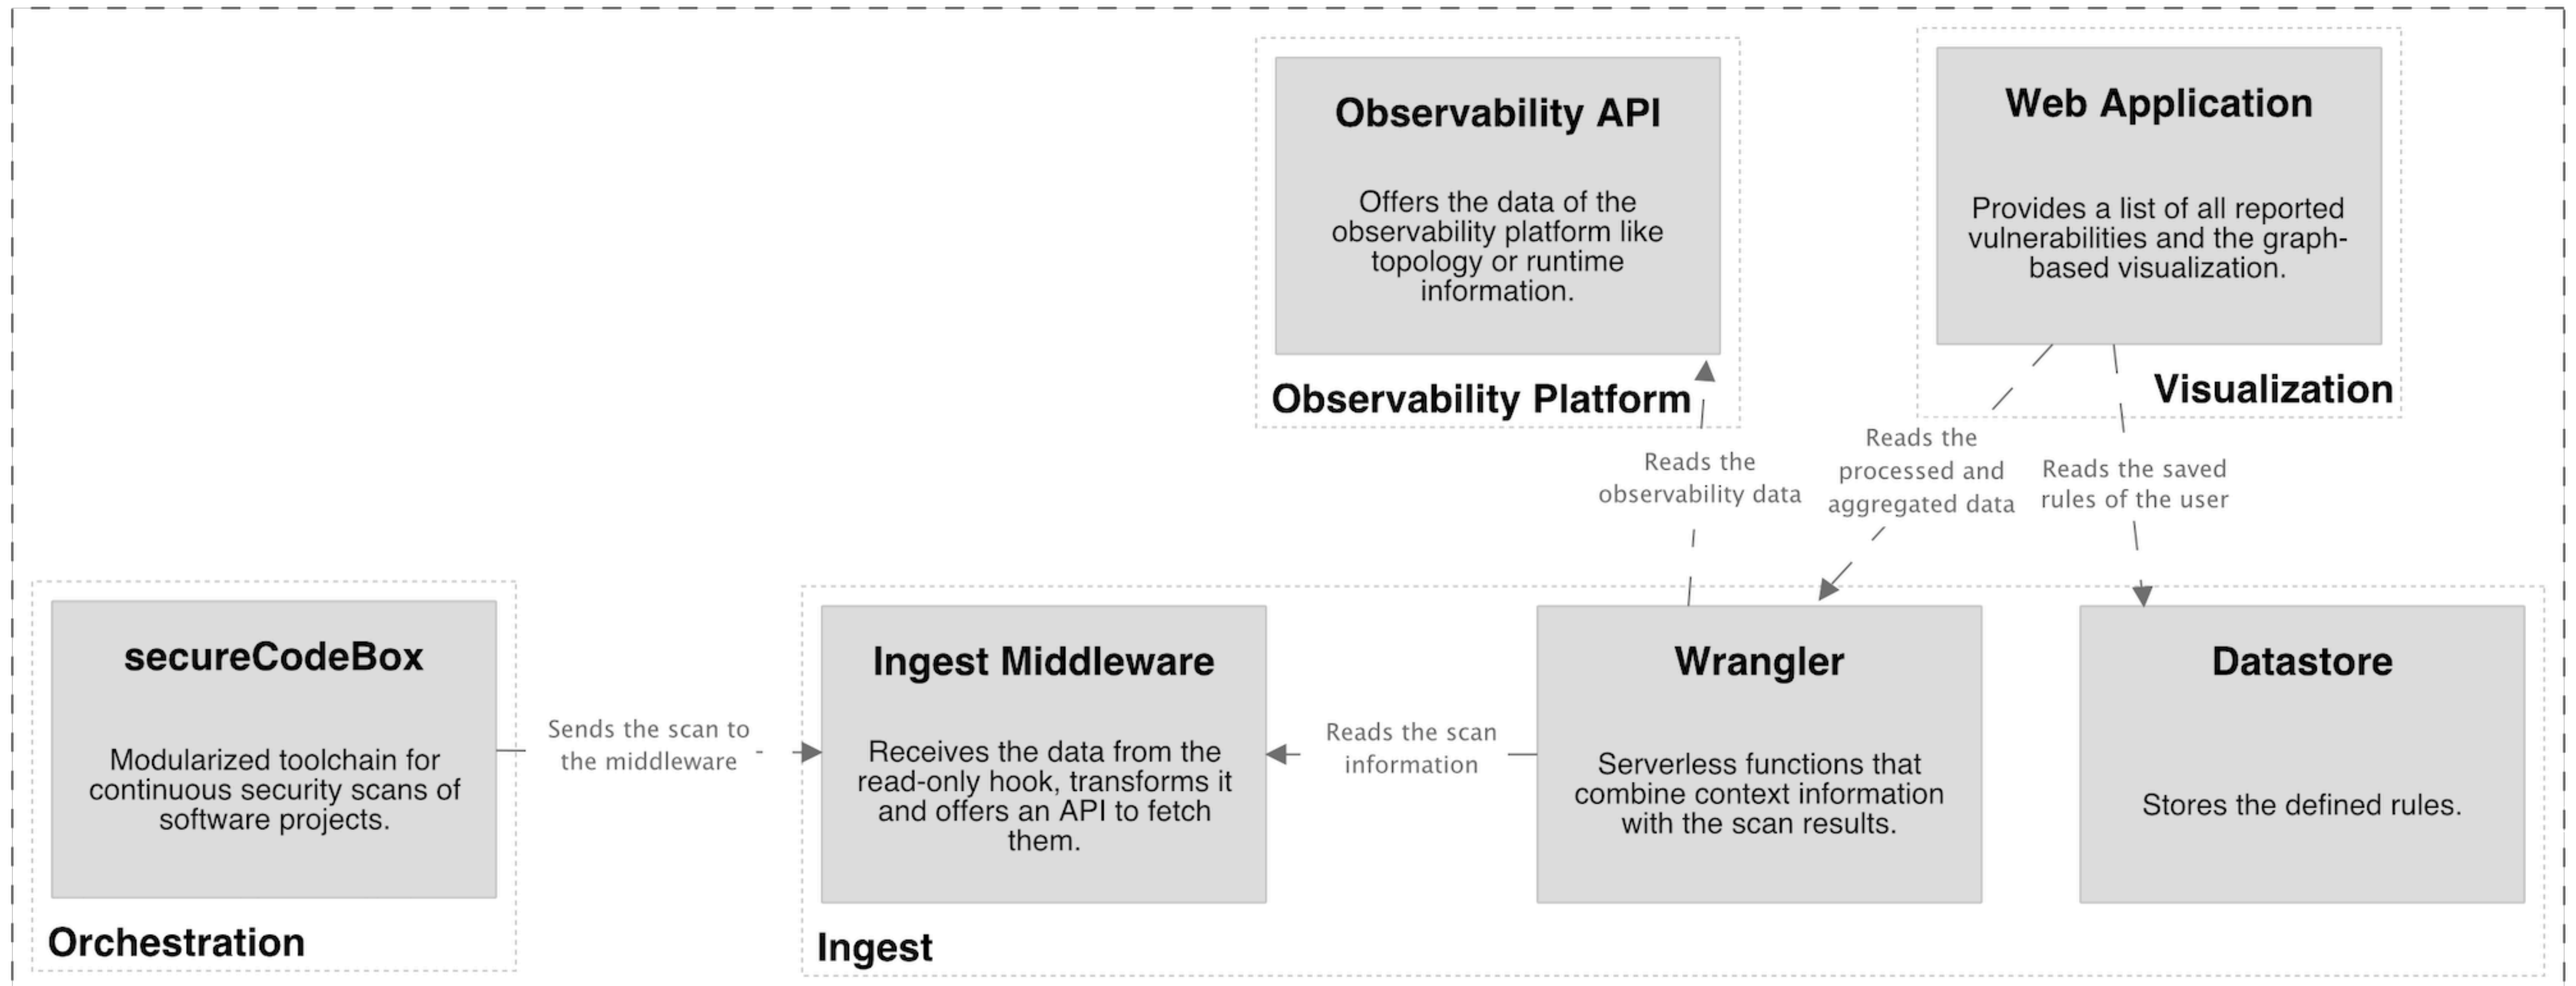 Observability API
Offers the data of the
observability platform like
topology or runtime
information.
Observability Platform
Web Application
Provides a list of all reported
vulnerabilities and the graph-
based visualization.
Visualization
Reads the
observability data
Reads the
processed and
aggregated data
Reads the saved
rules of the user
secureCodeBox
Modularized toolchain for
continuous security scans of
software projects.
Orchestration
Sends the scan to
the middleware
Ingest Middleware
Receives the data from the
read-only hook, transforms it
and offers an API to fetch
them.
Reads the scan
information
Wrangler
Serverless functions that
combine context information
with the scan results.
Datastore
Stores the defined rules.
Ingest